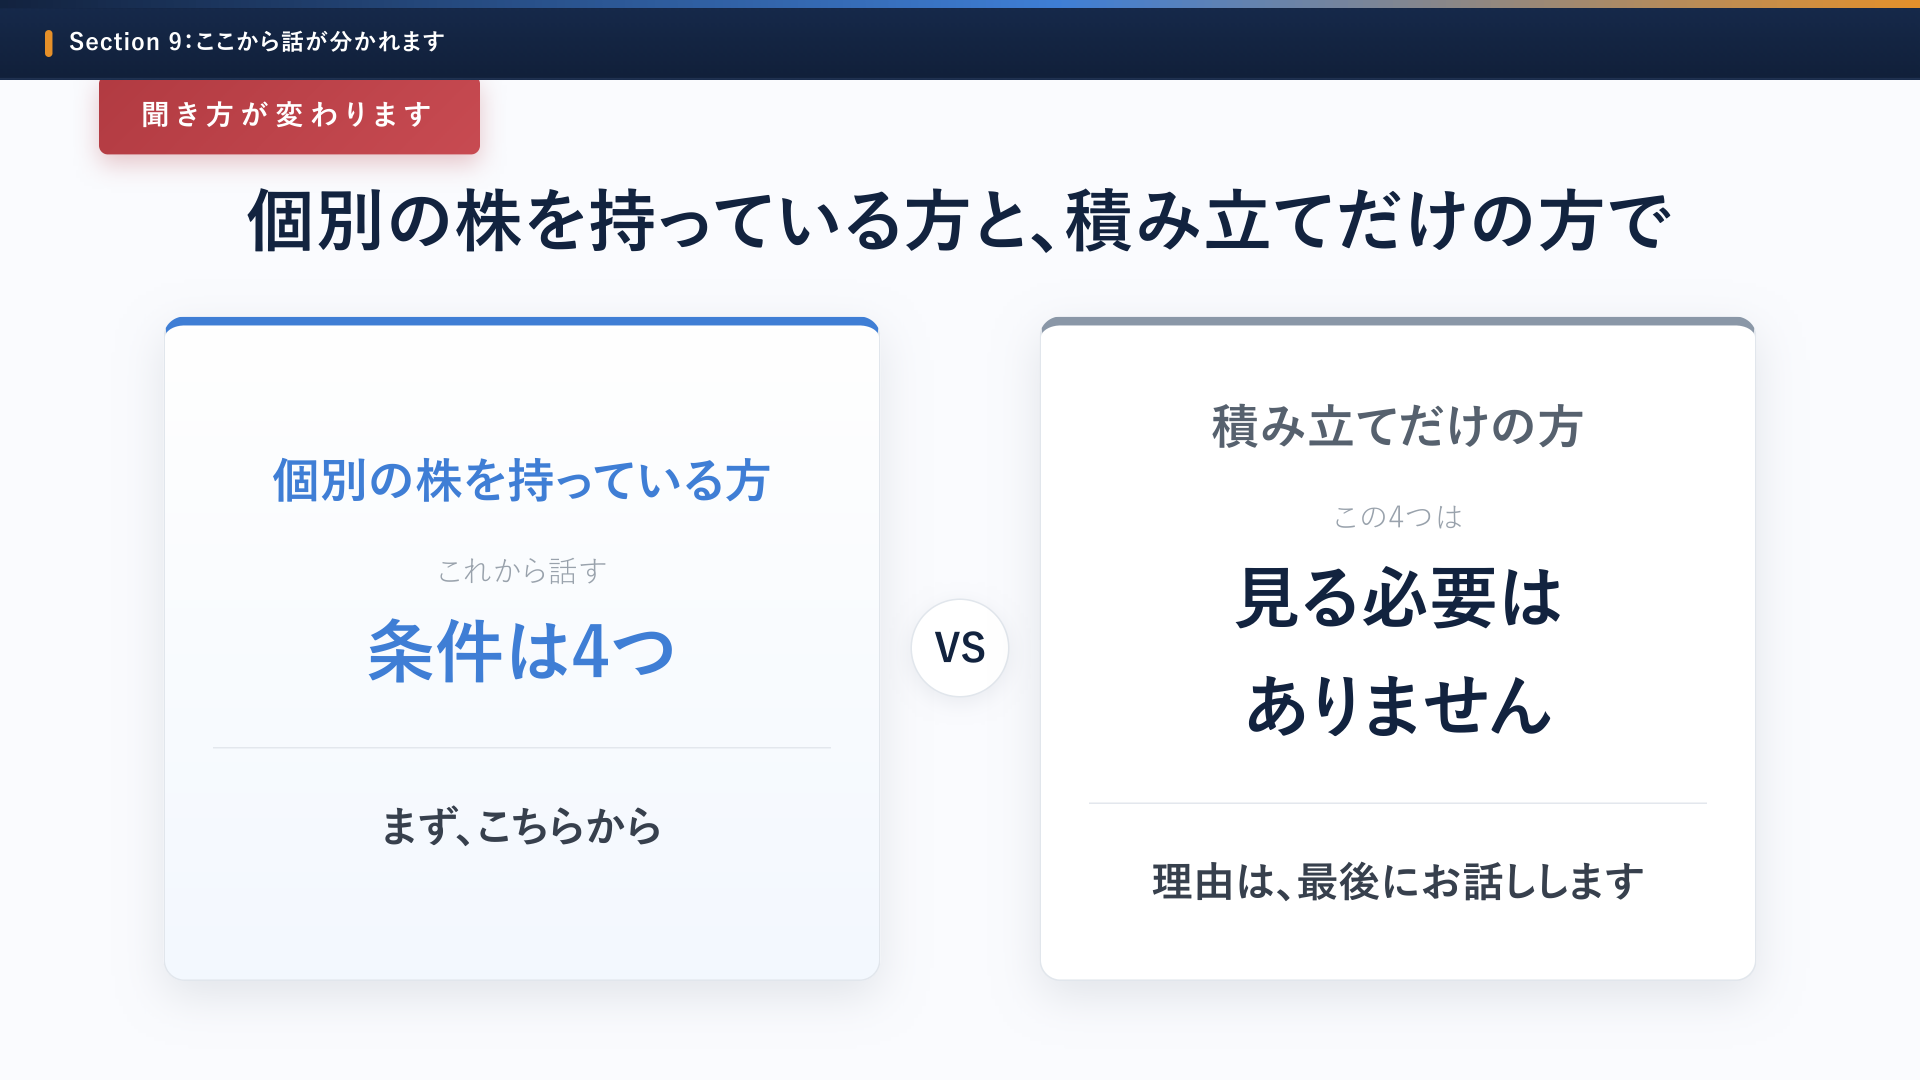 Section 9：ここから話が分かれます
聞き方が変わります
個別の株を持っている方と、積み立てだけの方で
個別の株を持っている方
これから話す
条件は4つ
まず、こちらから
VS
積み立てだけの方
この4つは
見る必要は
ありません
理由は、最後にお話しします